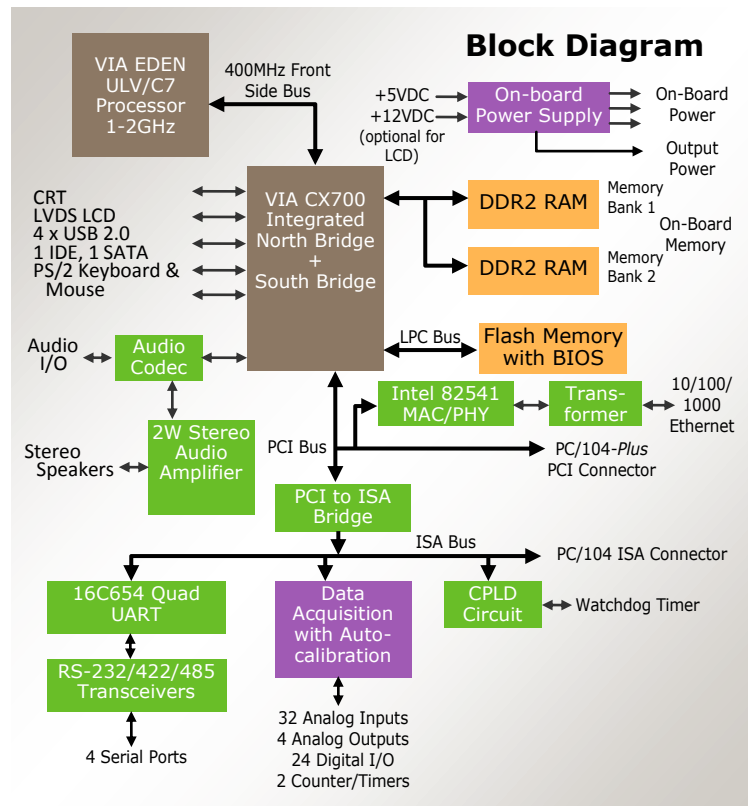 Block Diagram
VIA EDEN
ULV/C7
Processor
1-2GHz
400MHz Front
Side Bus
+5VDC
+12VDC
(optional for
LCD)
On-board
Power Supply
On-Board
Power
Output
Power
CRT
LVDS LCD
4 x USB 2.0
1 IDE, 1 SATA
PS/2 Keyboard &
Mouse
VIA CX700
Integrated
North Bridge
+
South Bridge
DDR2 RAM
Memory
Bank 1
On-Board
Memory
DDR2 RAM
Memory
Bank 2
Audio
I/O
Audio
Codec
LPC Bus
Flash Memory
with BIOS
Intel 82541
MAC/PHY
Trans-
former
10/100/
1000
Ethernet
Stereo
Speakers
2W Stereo
Audio
Amplifier
PCI Bus
PC/104-Plus
PCI Connector
PCI to ISA
Bridge
ISA Bus
PC/104 ISA Connector
16C654 Quad
UART
Data
Acquisition
with Auto-
calibration
CPLD
Circuit
Watchdog Timer
RS-232/422/485
Transceivers
4 Serial Ports
32 Analog Inputs
4 Analog Outputs
24 Digital I/O
2 Counter/Timers